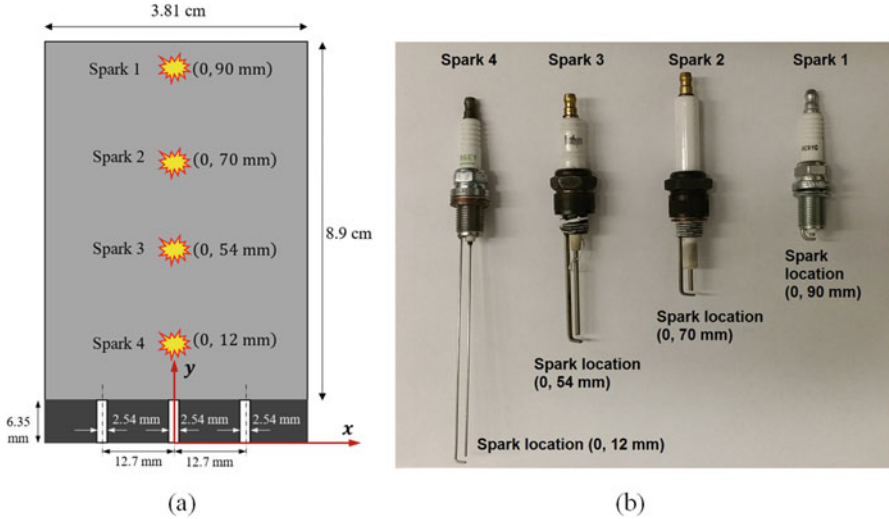 3.81 cm
Spark 1
(0, 90 mm)
Spark 2
(0, 70 mm)
Spark 3
(0, 54 mm)
Spark 4
(0, 12 mm)
8.9 cm
y
6.35
mm
2.54 mm
2.54 mm
2.54 mm
x
12.7 mm
12.7 mm
(a)
Spark 4
Spark 3
Spark 2
Spark 1
Spark
location
(0, 90 mm)
Spark location
(0, 70 mm)
Spark location
(0, 54 mm)
Spark location (0, 12 mm)
(b)